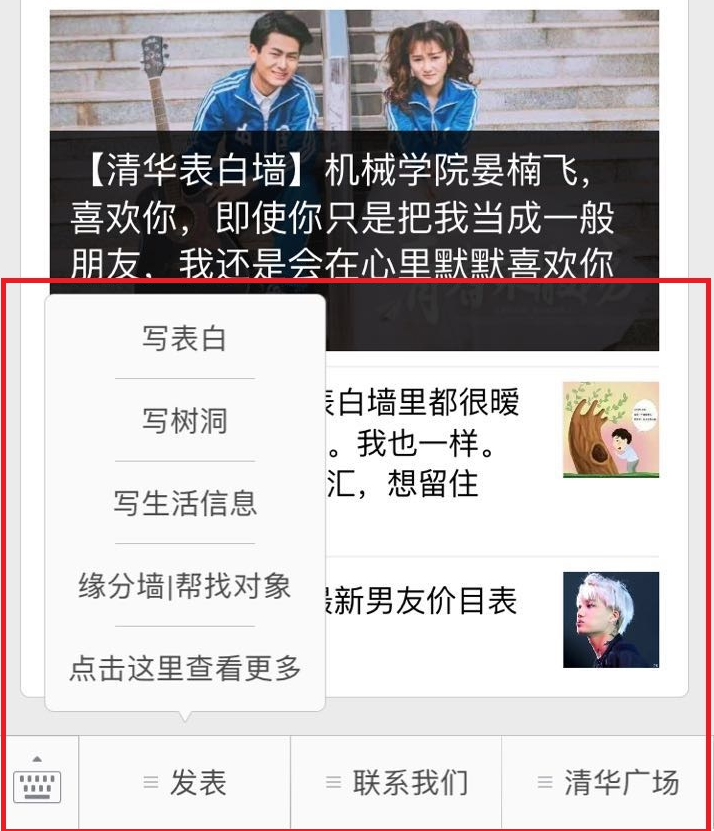 【清华表白墙】机械学院晏楠飞，
喜欢你，即使你只是把我当成一般
朋友，我还是会在心里默默喜欢你
写表白
写树洞
写生活信息
缘分墙|帮找对象
点击这里查看更多
表白墙里都很暧
。我也一样。
汇，想留住
最新男友价目表
发表
联系我们
清华广场